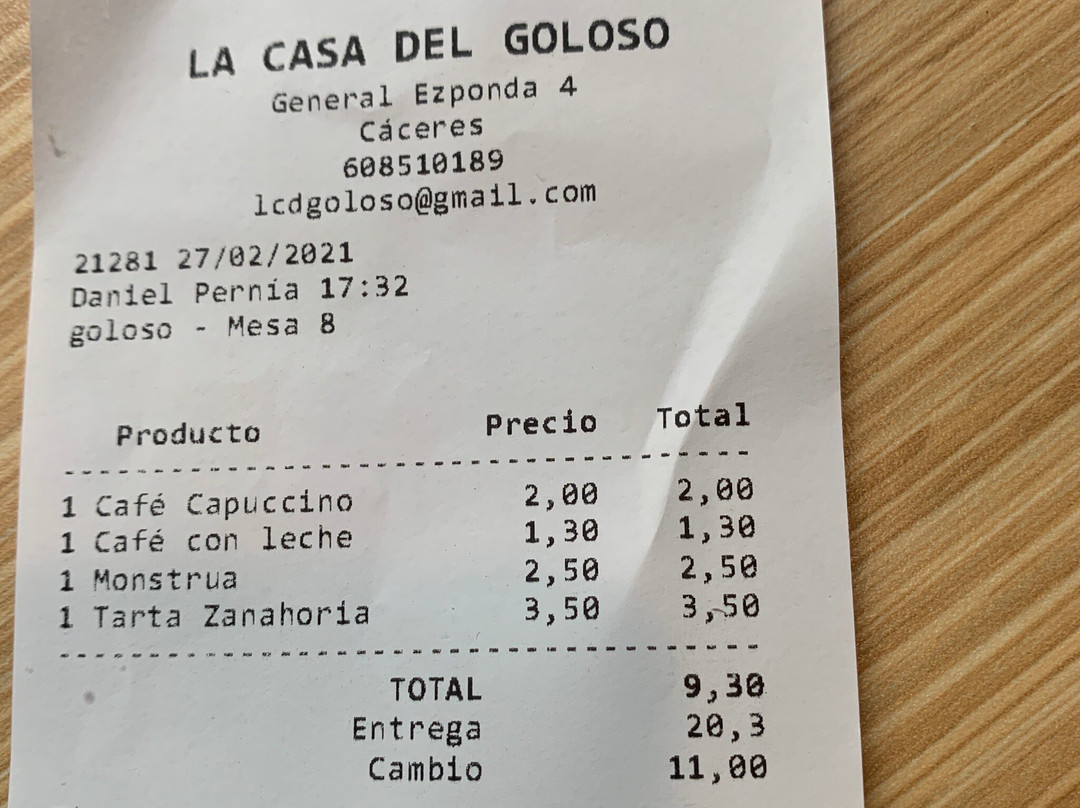 LA CASA DEL GOLOSO
General Ezponda 4
Cáceres
608510189
lcdgoloso@gmail.com
21281 27/02/2021
Daniel Pernía 17:32
goloso - Mesa 8
Producto Precio Total
1 Café Capuccino 2,00 2,00
1 Café con leche 1,30 1,30
1 Monstrua 2,50 2,50
1 Tarta Zanahoria 3,50 3,50
TOTAL 9,30
Entrega 20,3
Cambio 11,00